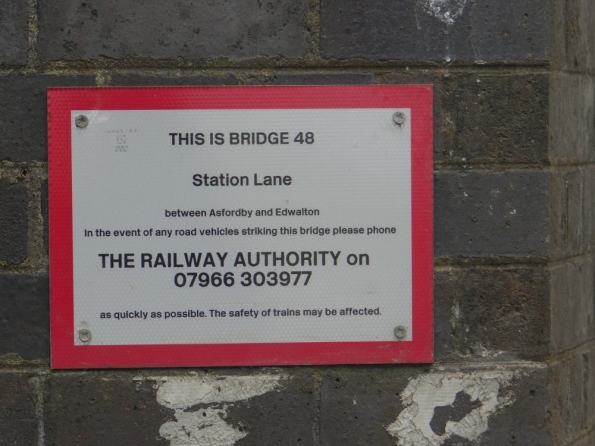 THIS IS BRIDGE 48
Station Lane
between Asfordby and Edwalton
In the event of any road vehicles striking this bridge please phone
THE RAILWAY AUTHORITY on
07966 303977
as quickly as possible. The safety of trains may be affected.